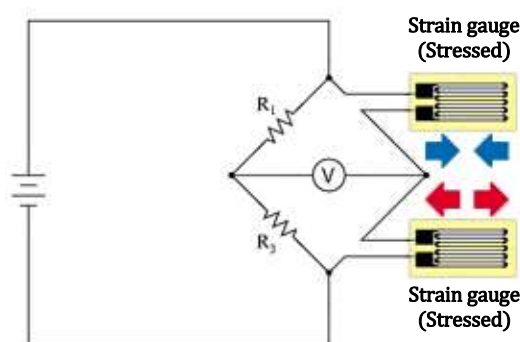 Strain gauge
(Stressed)
R₁
V
R₃
Strain gauge
(Stressed)